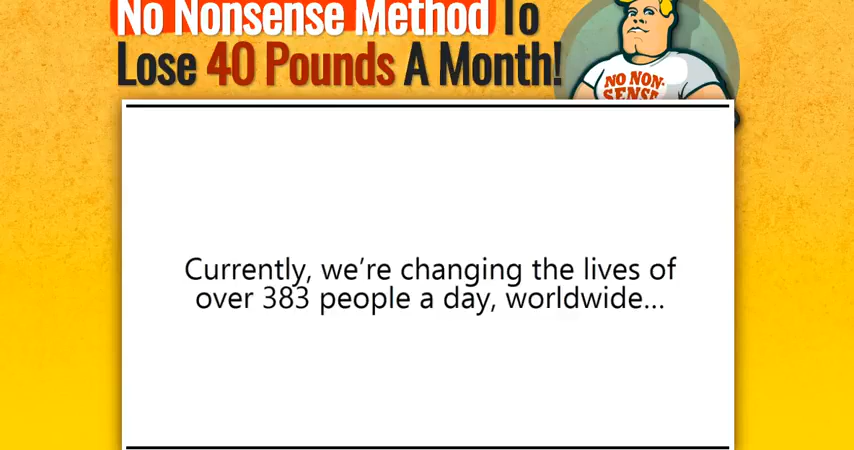 No Nonsense Method To
Lose 40 Pounds A Month!
NO NON-
SENSE
Currently, we're changing the lives of
over 383 people a day, worldwide...